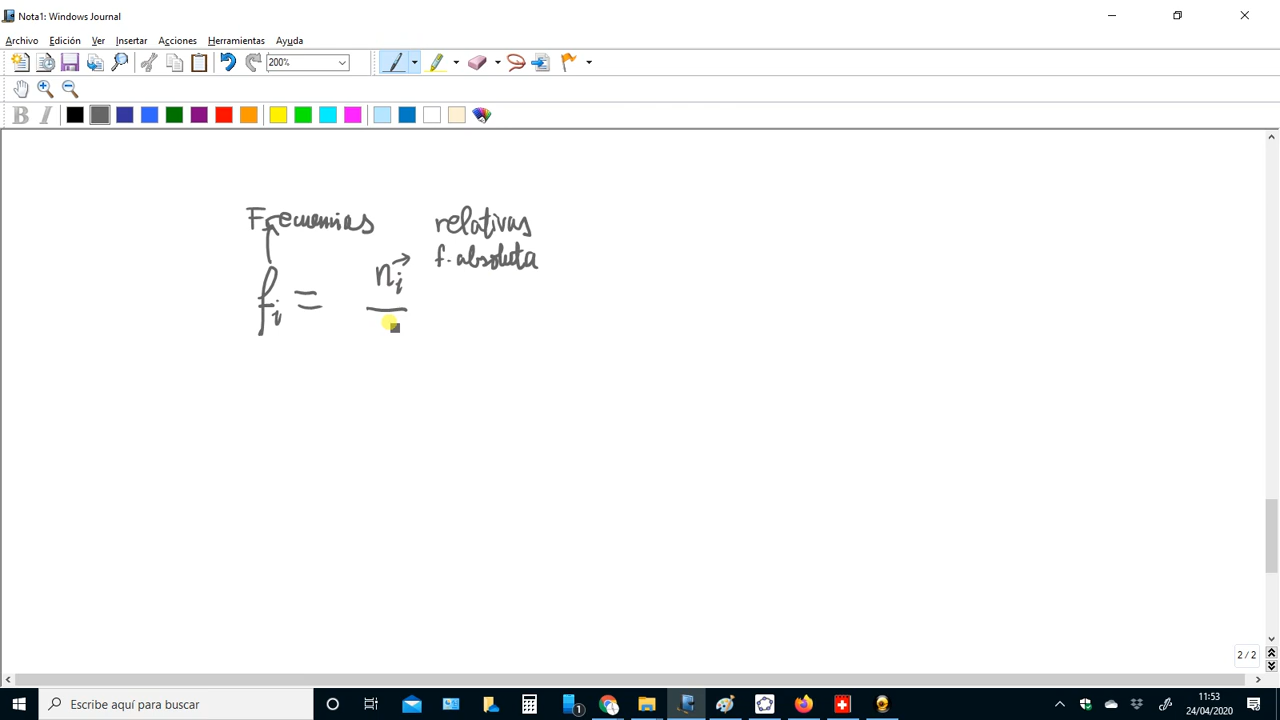 Nota1: Windows Journal
Archivo Edición Ver Insertar Acciones Herramientas Ayuda
200%
B I
Frecuencias relativas
f. absoluta
fi = ni
2 / 2
Escribe aquí para buscar
1
11:53
24/04/2020